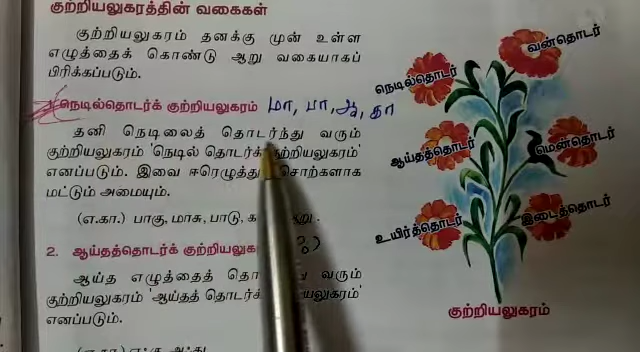 குற்றியலுகரத்தின் வகைகள்
குற்றியலுகரம் தனக்கு முன் உள்ள
எழுத்தைக் கொண்டு ஆறு வகையாகப்
பிரிக்கப்படும்.
நெடில்தொடர்க் குற்றியலுகரம் மா, பா, ஆ, தா
தனி நெடிலைத் தொடர்ந்து வரும்
குற்றியலுகரம் 'நெடில் தொடர்க் குற்றியலுகரம்'
எனப்படும். இவை ஈரெழுத்துச் சொற்களாக
மட்டும் அமையும்.
(எ.கா.) பாகு, மாசு, பாடு,
2. ஆய்தத்தொடர்க்
ஆய்த எழுத்தைத் வரும்
குற்றியலுகரம் 'ஆய்தத்
எனப்படும்.
வன்தொடர்
நெடில்தொடர்
ஆய்தத்தொடர்
மென்தொடர்
உயிர்த்தொடர்
இடைத்தொடர்
குற்றியலுகரம்